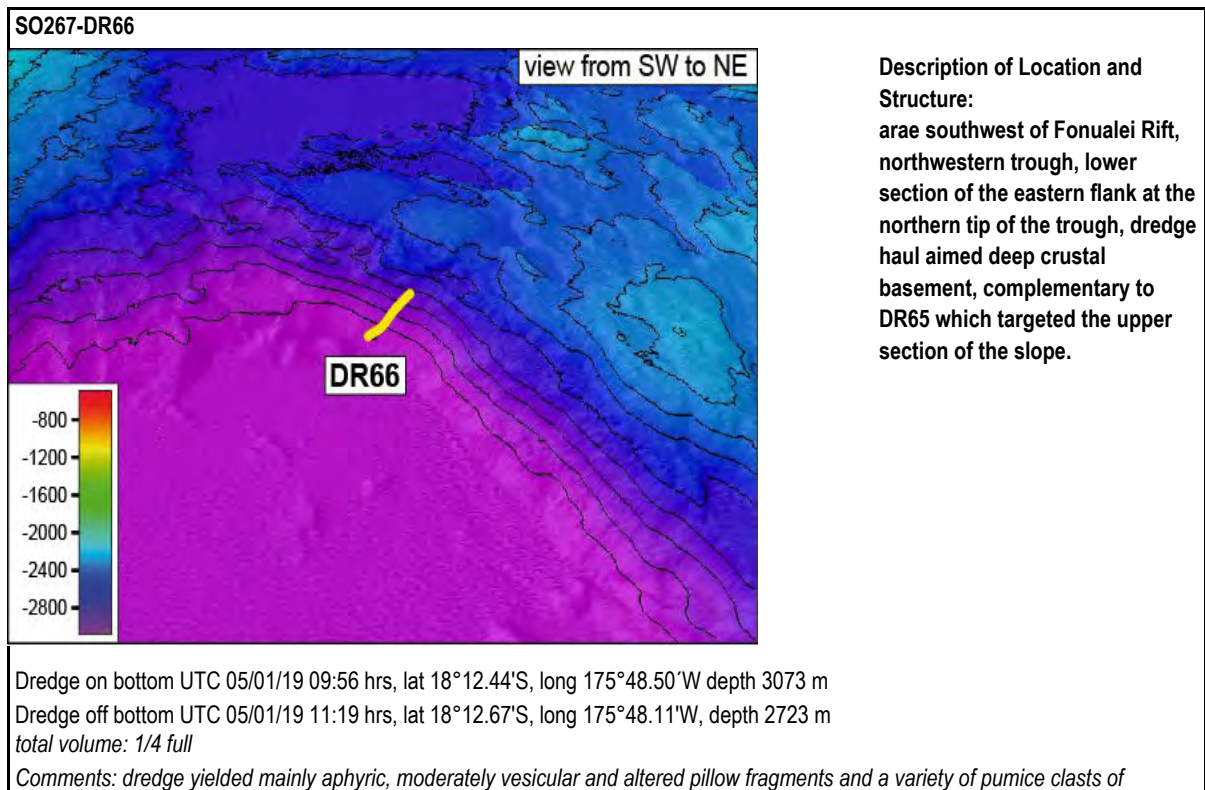 SO267-DR66
view from SW to NE
DR66
-800
-1200
-1600
-2000
-2400
-2800
Description of Location and
Structure:
arae southwest of Fonualei Rift,
northwestern trough, lower
section of the eastern flank at the
northern tip of the trough, dredge
haul aimed deep crustal
basement, complementary to
DR65 which targeted the upper
section of the slope.
Dredge on bottom UTC 05/01/19 09:56 hrs, lat 18°12.44'S, long 175°48.50´W depth 3073 m
Dredge off bottom UTC 05/01/19 11:19 hrs, lat 18°12.67'S, long 175°48.11'W, depth 2723 m
total volume: 1/4 full
Comments: dredge yielded mainly aphyric, moderately vesicular and altered pillow fragments and a variety of pumice clasts of